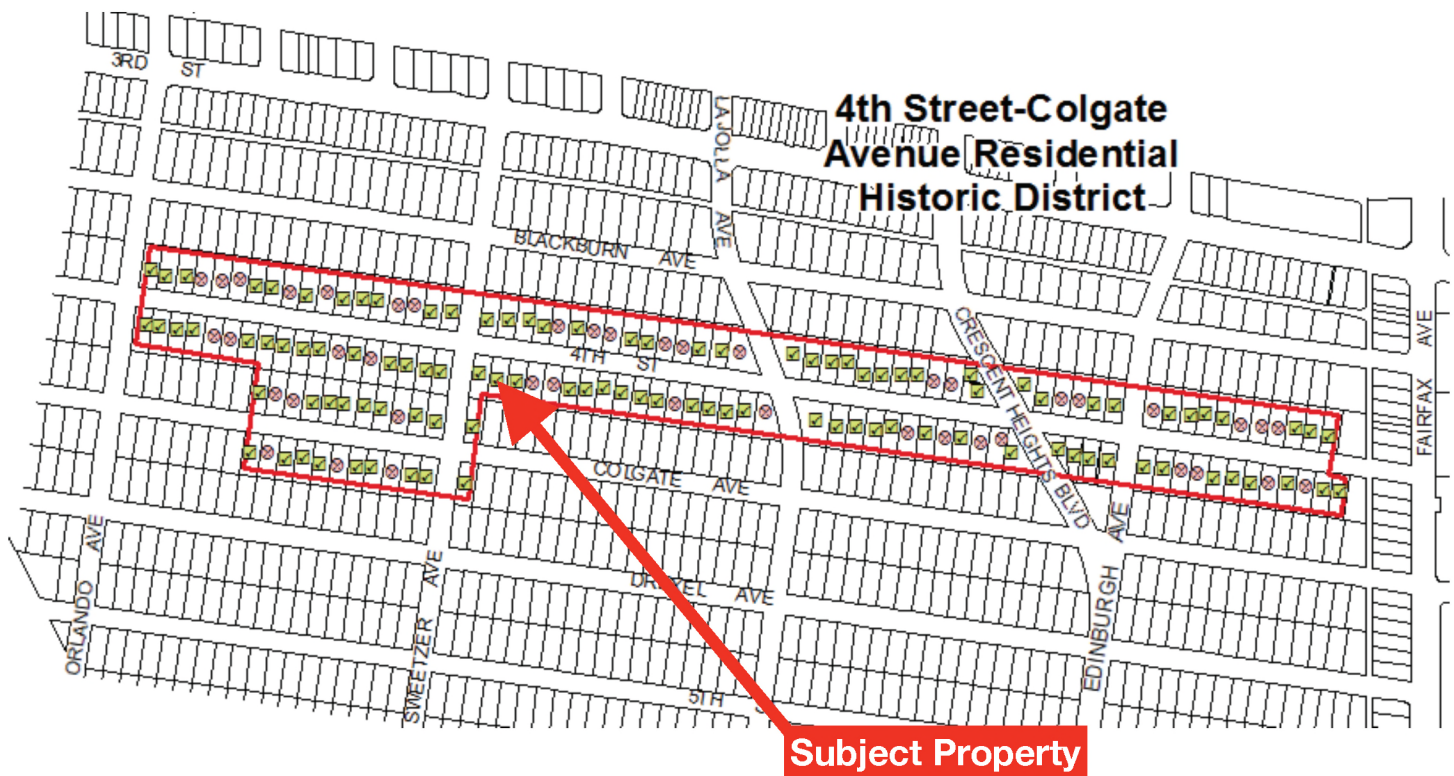 3RD ST
LA JOLLA AVE
4th Street-Colgate
Avenue Residential
Historic District
BLACKBURN AVE
CRESCENT HEIGHTS BLVD
FAIRFAX AVE
4TH ST
COLGATE AVE
ORLANDO AVE
SWEETZER AVE
DREXEL AVE
EDINBURGH AVE
5TH
Subject Property